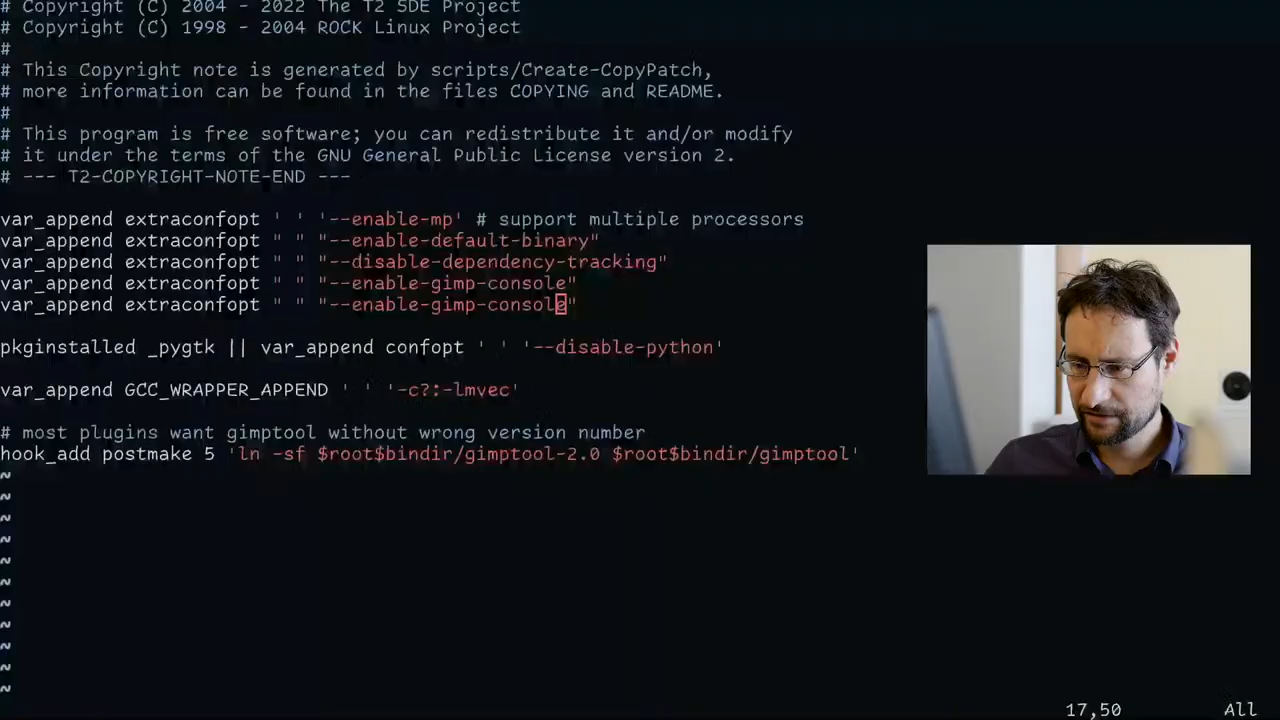 # Copyright (C) 2004 - 2022 The T2 SDE Project
# Copyright (C) 1998 - 2004 ROCK Linux Project
#
# This Copyright note is generated by scripts/Create-CopyPatch,
# more information can be found in the files COPYING and README.
#
# This program is free software; you can redistribute it and/or modify
# it under the terms of the GNU General Public License version 2.
# --- T2-COPYRIGHT-NOTE-END ---
var_append extraconfopt ' ' '--enable-mp' # support multiple processors
var_append extraconfopt " " "--enable-default-binary"
var_append extraconfopt " " "--disable-dependency-tracking"
var_append extraconfopt " " "--enable-gimp-console"
var_append extraconfopt " " "--enable-gimp-console"
pkginstalled _pygtk || var_append confopt ' ' '--disable-python'
var_append GCC_WRAPPER_APPEND ' ' '-c?:-lmvec'
# most plugins want gimptool without wrong version number
hook_add postmake 5 'ln -sf $root$bindir/gimptool-2.0 $root$bindir/gimptool'
~
~
~
~
~
~
~
~
~
~
~
17,50 All